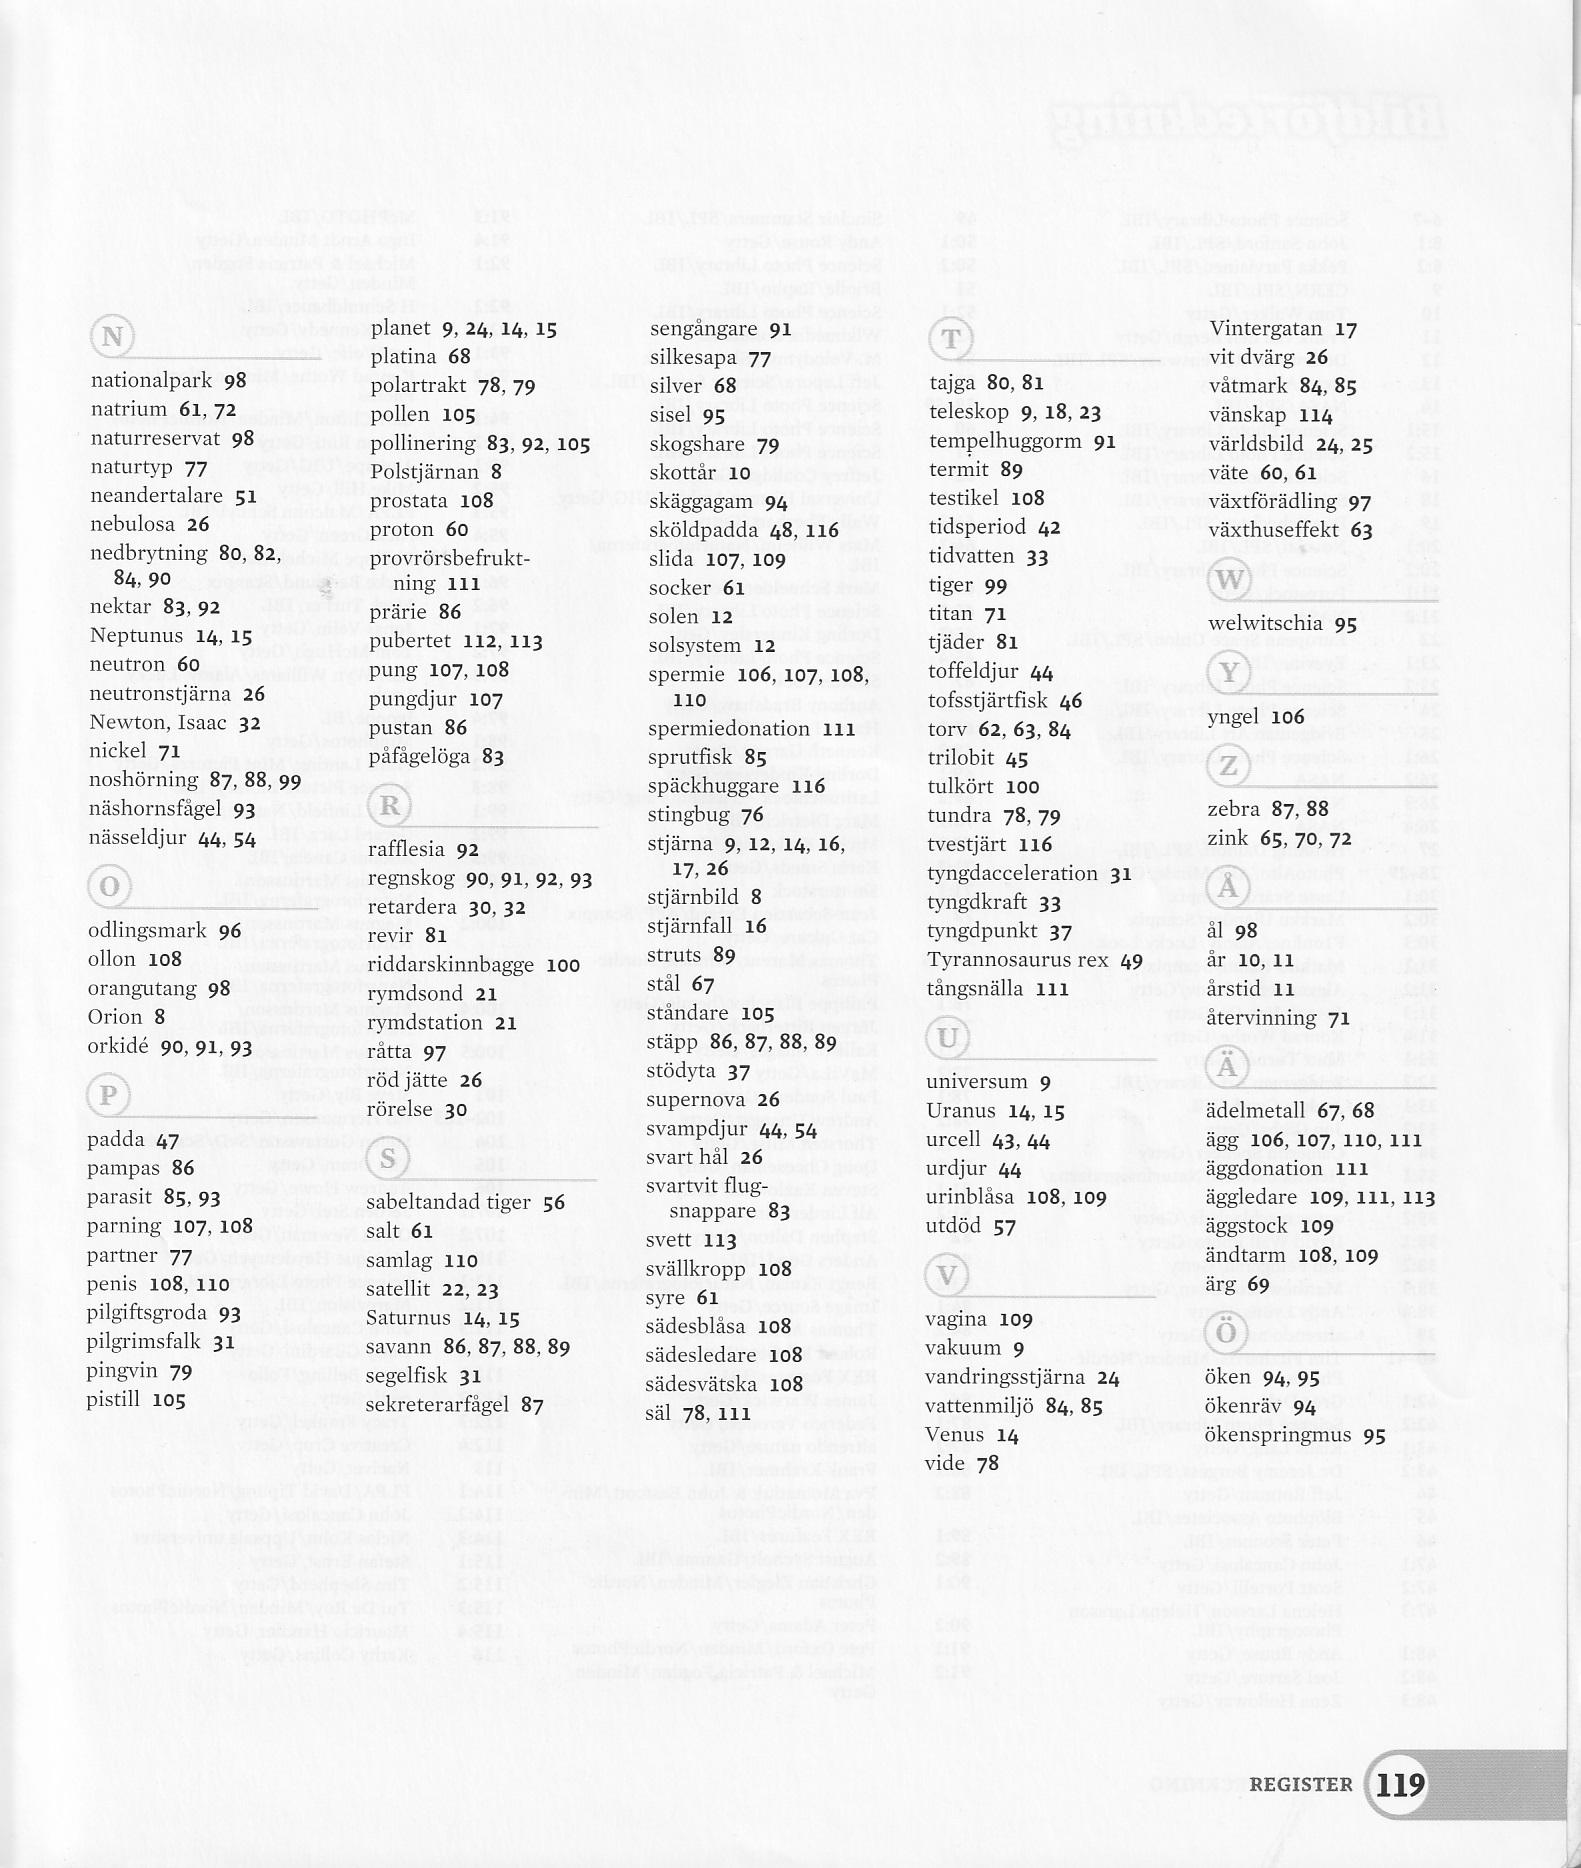 N
nationalpark 98
natrium 61, 72
naturreservat 98
naturtyp 77
neandertalare 51
nebulosa 26
nedbrytning 80, 82,
84, 90
nektar 83, 92
Neptunus 14, 15
neutron 60
neutronstjärna 26
Newton, Isaac 32
nickel 71
noshörning 87, 88, 99
näshornsfågel 93
nässeldjur 44, 54
O
odlingsmark 96
ollon 108
orangutang 98
Orion 8
orkidé 90, 91, 93
P
padda 47
pampas 86
parasit 85, 93
parning 107, 108
partner 77
penis 108, 110
pilgiftsgroda 93
pilgrimsfalk 31
pingvin 79
pistill 105
planet 9, 24, 14, 15
platina 68
polartrakt 78, 79
pollen 105
pollinering 83, 92, 105
Polstjärnan 8
prostata 108
proton 60
provrörsbefrukt-
ning 111
prärie 86
pubertet 112, 113
pung 107, 108
pungdjur 107
pustan 86
påfågelöga 83
R
rafflesia 92
regnskog 90, 91, 92, 93
retardera 30, 32
revir 81
riddarskinnbagge 100
rymdsond 21
rymdstation 21
råtta 97
röd jätte 26
rörelse 30
S
sabeltandad tiger 56
salt 61
samlag 110
satellit 22, 23
Saturnus 14, 15
savann 86, 87, 88, 89
segelfisk 31
sekreterarfågel 87
sengångare 91
silkesapa 77
silver 68
sisel 95
skogshare 79
skottår 10
skäggagam 94
sköldpadda 48, 116
slida 107, 109
socker 61
solen 12
solsystem 12
spermie 106, 107, 108,
110
spermiedonation 111
sprutfisk 85
späckhuggare 116
stingbug 76
stjärna 9, 12, 14, 16,
17, 26
stjärnbild 8
stjärnfall 16
struts 89
stål 67
ståndare 105
stäpp 86, 87, 88, 89
stödyta 37
supernova 26
svampdjur 44, 54
svart hål 26
svartvit flug-
snappare 83
svett 113
svällkropp 108
syre 61
sädesblåsa 108
sädesledare 108
sädesvätska 108
säl 78, 111
T
tajga 80, 81
teleskop 9, 18, 23
tempelhuggorm 91
termit 89
testikel 108
tidsperiod 42
tidvatten 33
tiger 99
titan 71
tjäder 81
toffeldjur 44
tofsstjärtfisk 46
torv 62, 63, 84
trilobit 45
tulkört 100
tundra 78, 79
tvestjärt 116
tyngdacceleration 31
tyngdkraft 33
tyngdpunkt 37
Tyrannosaurus rex 49
tångsnälla 111
U
universum 9
Uranus 14, 15
urcell 43, 44
urdjur 44
urinblåsa 108, 109
utdöd 57
V
vagina 109
vakuum 9
vandringsstjärna 24
vattenmiljö 84, 85
Venus 14
vide 78
Vintergatan 17
vit dvärg 26
våtmark 84, 85
vänskap 114
världsbild 24, 25
väte 60, 61
växtförädling 97
växthuseffekt 63
W
welwitschia 95
Y
yngel 106
Z
zebra 87, 88
zink 65, 70, 72
Å
ål 98
år 10, 11
årstid 11
återvinning 71
Ä
ädelmetall 67, 68
ägg 106, 107, 110, 111
äggdonation 111
äggledare 109, 111, 113
äggstock 109
ändtarm 108, 109
ärg 69
Ö
öken 94, 95
ökenräv 94
ökenspringmus 95
REGISTER 119